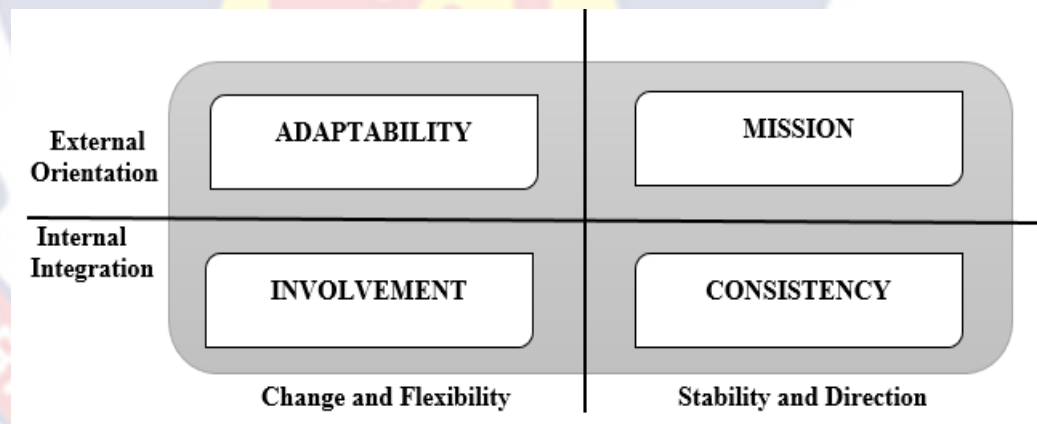 ADAPTABILITY
MISSION
External
Orientation
Internal
Integration
INVOLVEMENT
CONSISTENCY
Change and Flexibility
Stability and Direction